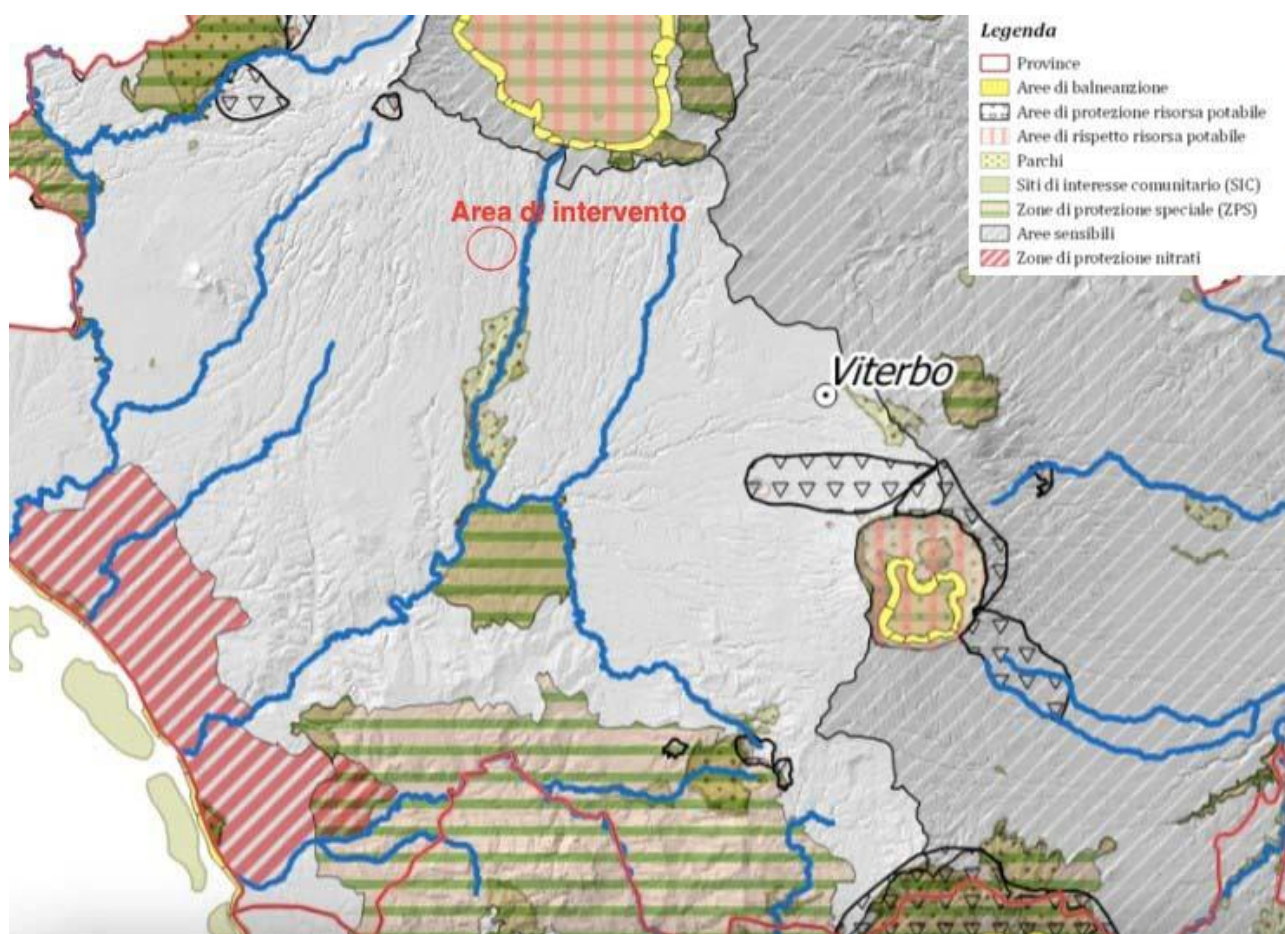 Legenda
Province
Aree di balneanzione
Aree di protezione risorsa potabile
Aree di rispetto risorsa potabile
Parchi
Siti di interesse comunitario (SIC)
Zone di protezione speciale (ZPS)
Aree sensibili
Zone di protezione nitrati
Area di intervento
Viterbo